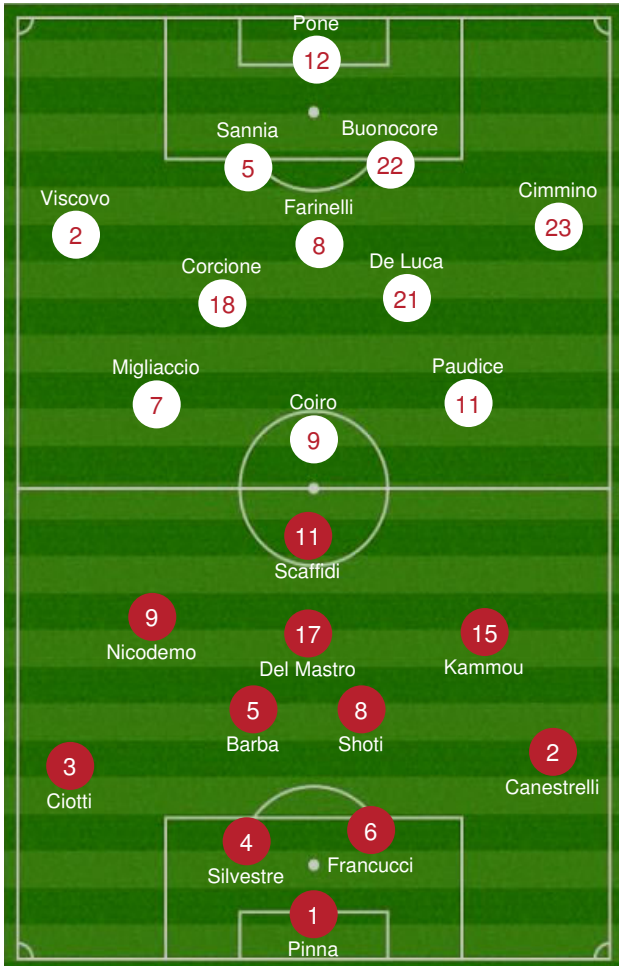 Pone
12
Sannia
5
Buonocore
22
Viscovo
2
Farinelli
8
Cimmino
23
Corcione
18
De Luca
21
Migliaccio
7
Coiro
9
Paudice
11
11
Scaffidi
9
Nicodemo
17
Del Mastro
15
Kammou
5
Barba
8
Shoti
3
Ciotti
2
Canestrelli
4
Silvestre
6
Francucci
1
Pinna